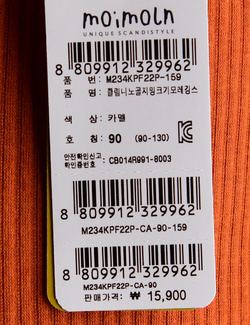 moimoln
UNIQUE SCANDISTYLE
8 809912 329962
품 번: M234KPF22P-159
품 명: 클림니노골지밍크기모레깅스
색 상: 카멜
호 칭: 90 (90-130)
안전확인신고
확인증번호: CB014R991-8003
8 809912 329962
M234KPF22P-CA-90-159
8 809912 329962
M234KPF22P-CA-90
판매가격: ₩ 15,900